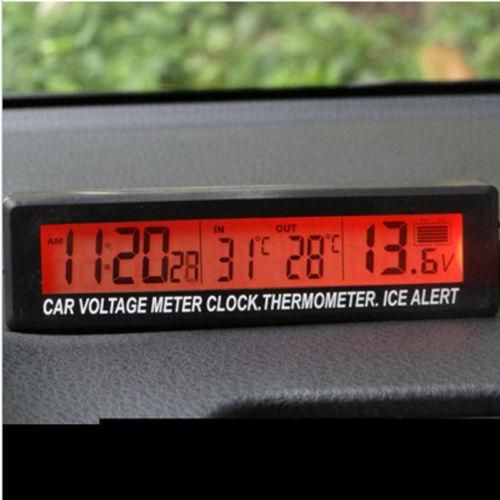 AM 11:20 28 IN 31°C OUT 28°C 13.6V
CAR VOLTAGE METER CLOCK.THERMOMETER. ICE ALERT